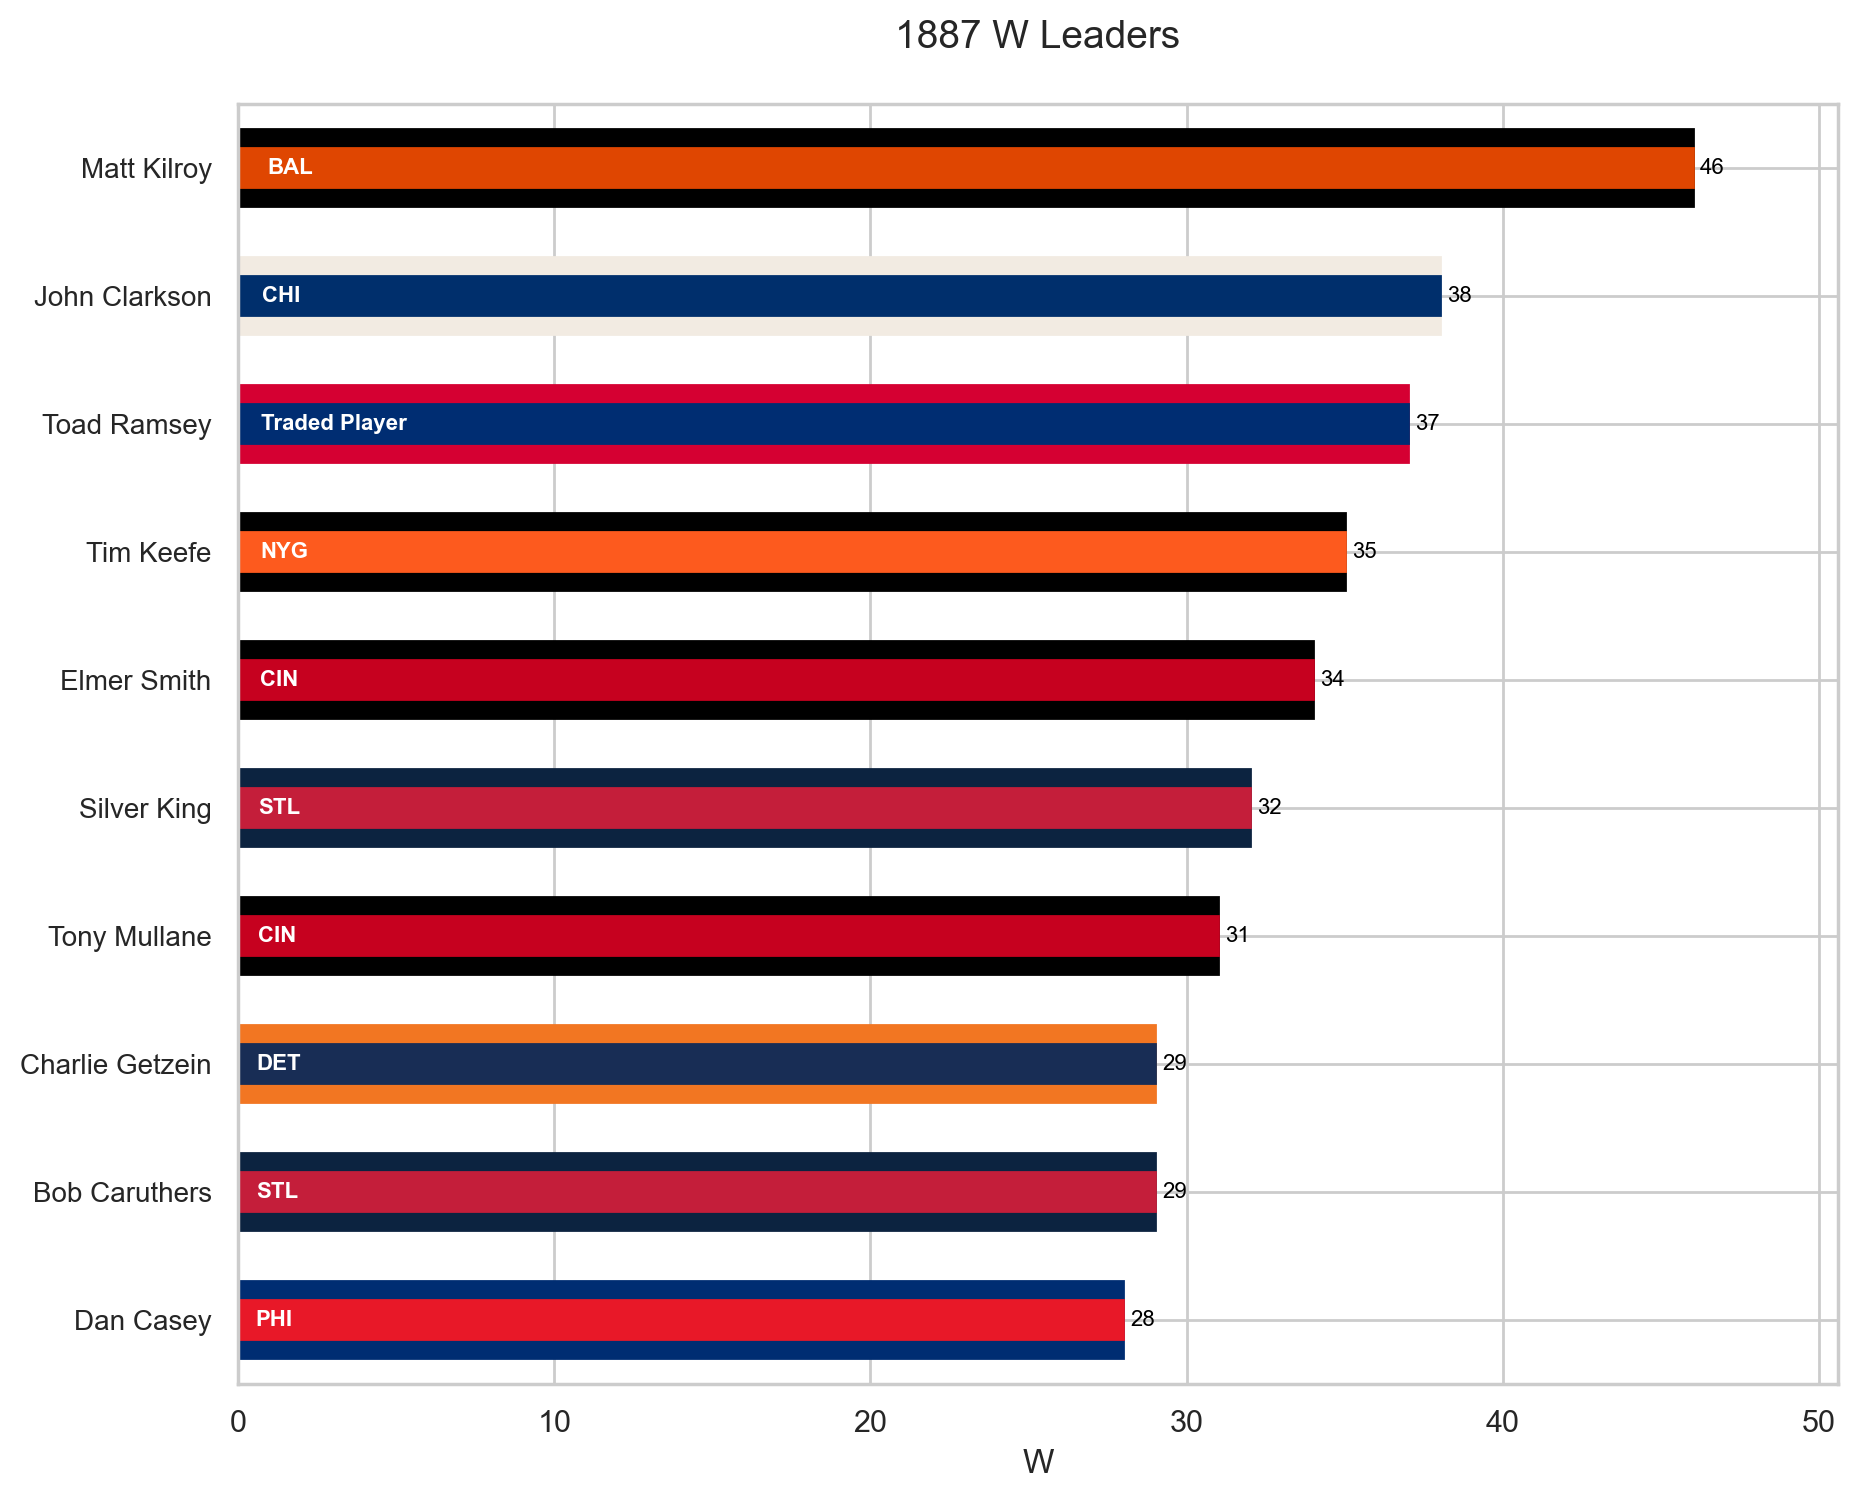 1887 W Leaders
Matt Kilroy BAL 46
John Clarkson CHI 38
Toad Ramsey Traded Player 37
Tim Keefe NYG 35
Elmer Smith CIN 34
Silver King STL 32
Tony Mullane CIN 31
Charlie Getzein DET 29
Bob Caruthers STL 29
Dan Casey PHI 28
0 10 20 30 40 50
W